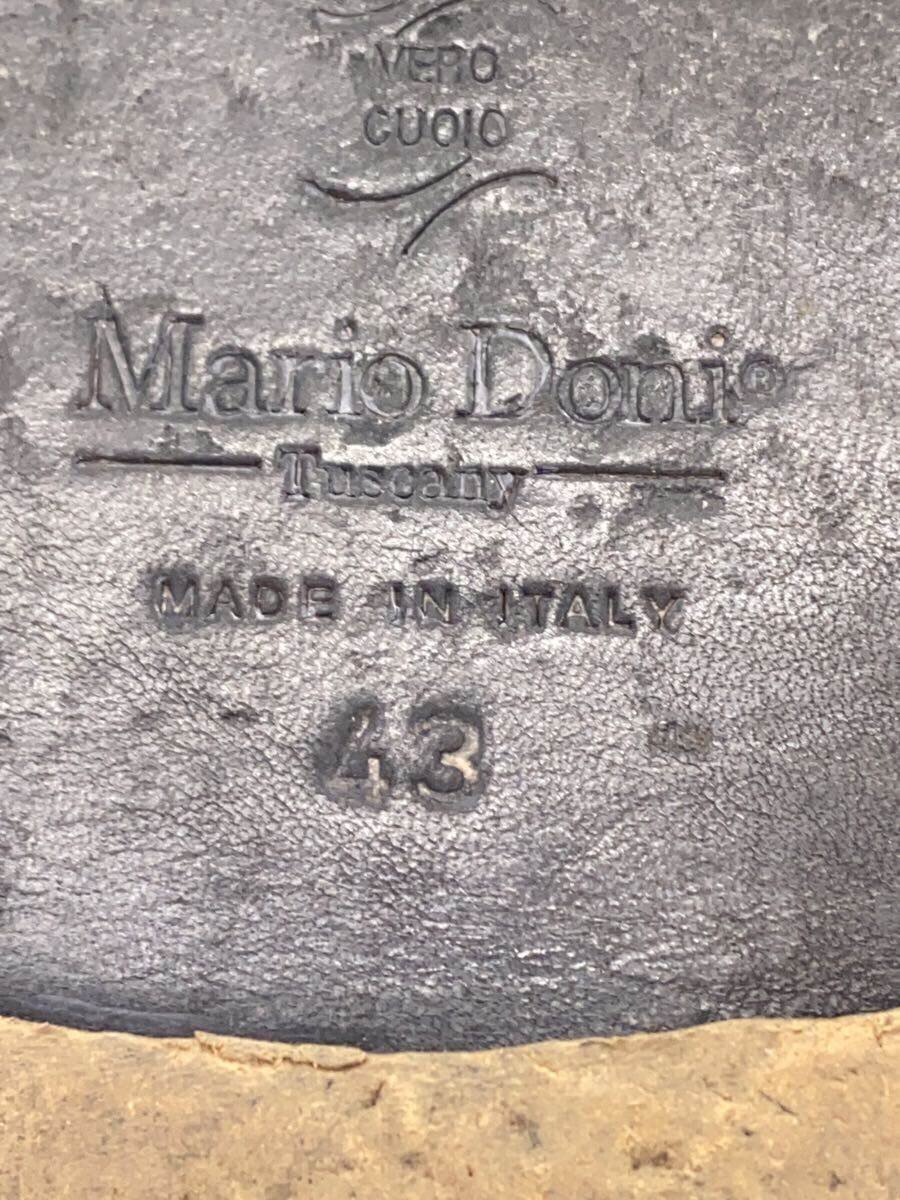 VERO
CUOIO
Mario Doni®
Tuscany
MADE IN ITALY
43